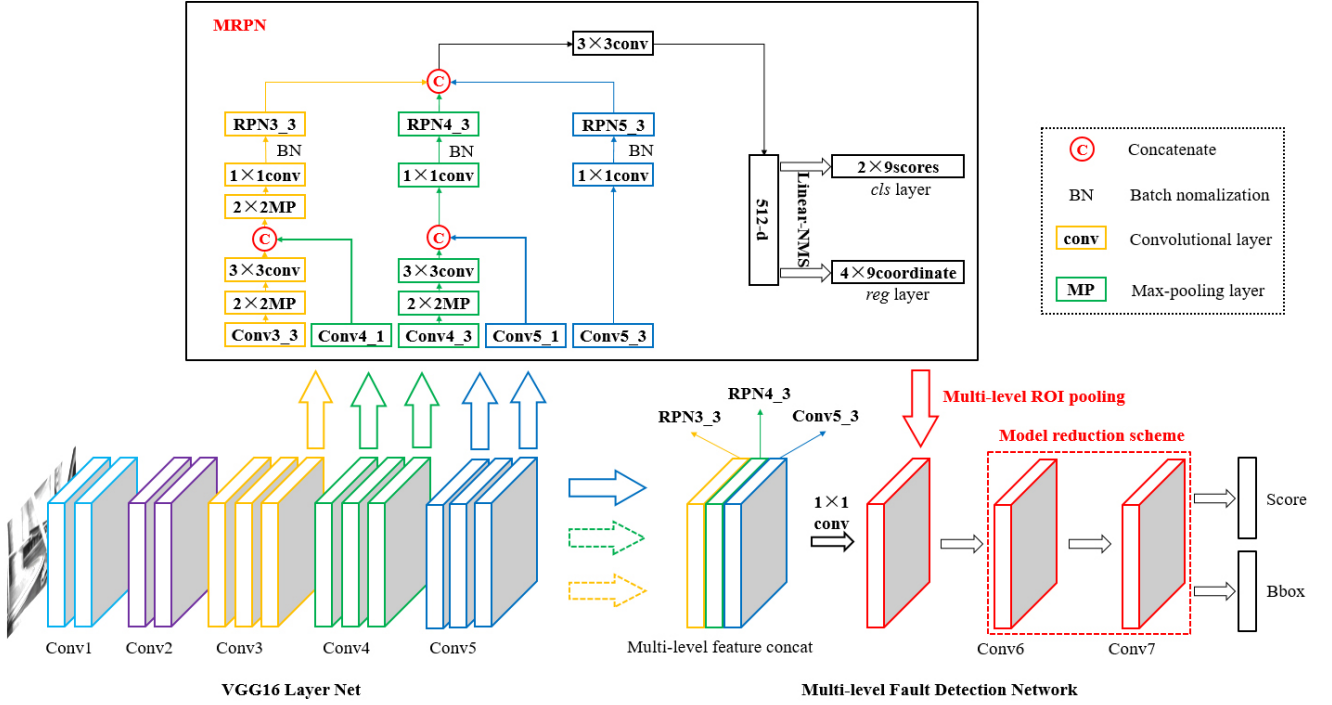 MRPN
3×3conv
C
RPN3_3
RPN4_3
RPN5_3
BN
BN
BN
1×1conv
1×1conv
1×1conv
2×2MP
C
C
3×3conv
3×3conv
2×2MP
2×2MP
Conv3_3
Conv4_1
Conv4_3
Conv5_1
Conv5_3
512-d
Linear-NMS
2×9scores
cls layer
4×9coordinate
reg layer
C
Concatenate
BN
Batch nomalization
conv
Convolutional layer
MP
Max-pooling layer
Multi-level ROI pooling
RPN3_3
RPN4_3
Conv5_3
Model reduction scheme
1×1
conv
Score
Bbox
Conv1
Conv2
Conv3
Conv4
Conv5
Multi-level feature concat
Conv6
Conv7
VGG16 Layer Net
Multi-level Fault Detection Network